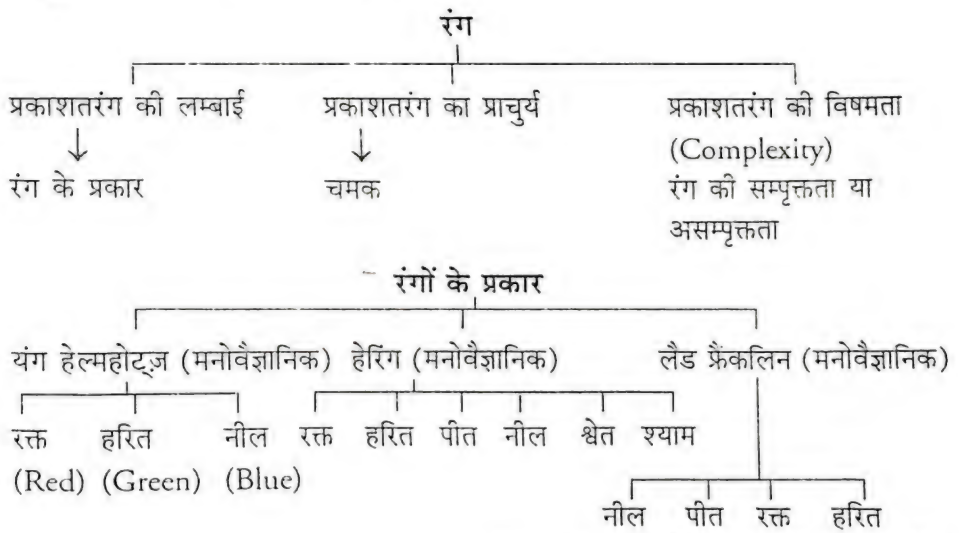 रंग
प्रकाशतरंग की लम्बाई प्रकाशतरंग का प्राचुर्य प्रकाशतरंग की विषमता
(Complexity)
रंग के प्रकार चमक रंग की सम्पृक्तता या
असम्पृक्तता
रंगों के प्रकार
यंग हेल्महोट्ज़ (मनोवैज्ञानिक) हेरिंग (मनोवैज्ञानिक) लैड फ्रैंकलिन (मनोवैज्ञानिक)
रक्त हरित नील रक्त हरित पीत नील श्वेत श्याम
(Red) (Green) (Blue)
नील पीत रक्त हरित